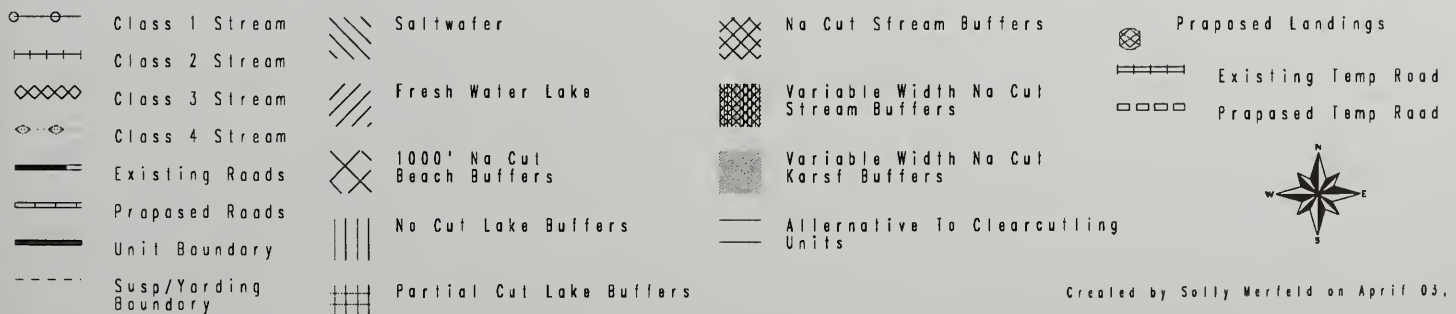 Class 1 Stream
Class 2 Stream
Class 3 Stream
Class 4 Stream
Existing Roads
Proposed Roads
Unit Boundary
Susp/Yarding
Boundary
Saltwater
Fresh Water Lake
1000' No Cut
Beach Buffers
No Cut Lake Buffers
Partial Cut Lake Buffers
No Cut Stream Buffers
Variable Width No Cut
Stream Buffers
Variable Width No Cut
Karst Buffers
Alternative To Clearcutting
Units
Proposed Landings
Existing Temp Road
Proposed Temp Road
N
W E
S
Created by Solly Merfeld on April 03,